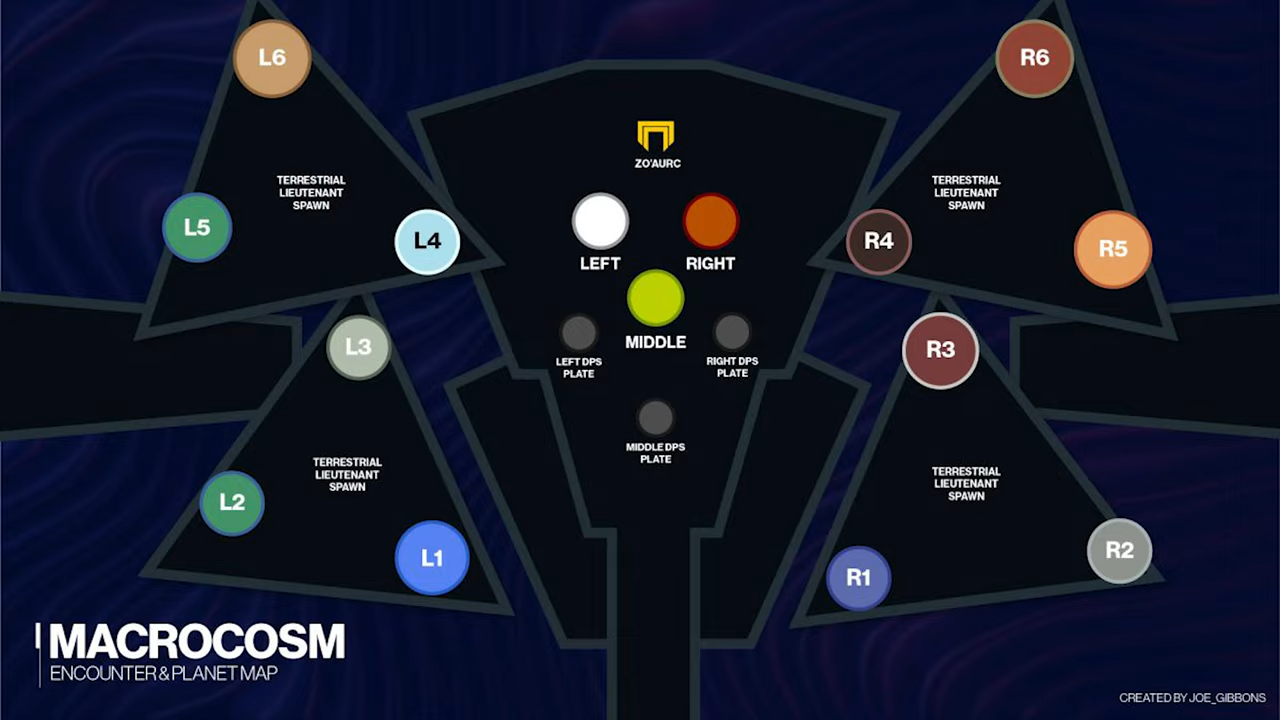 L6
R6
ZO'AURC
TERRESTRIAL
LIEUTENANT
SPAWN
TERRESTRIAL
LIEUTENANT
SPAWN
L5
L4
R4
R5
LEFT
RIGHT
MIDDLE
LEFT DPS
PLATE
RIGHT DPS
PLATE
L3
R3
MIDDLE DPS
PLATE
TERRESTRIAL
LIEUTENANT
SPAWN
TERRESTRIAL
LIEUTENANT
SPAWN
L2
L1
R1
R2
MACROCOSM
ENCOUNTER & PLANET MAP
CREATED BY JOE_GIBBONS